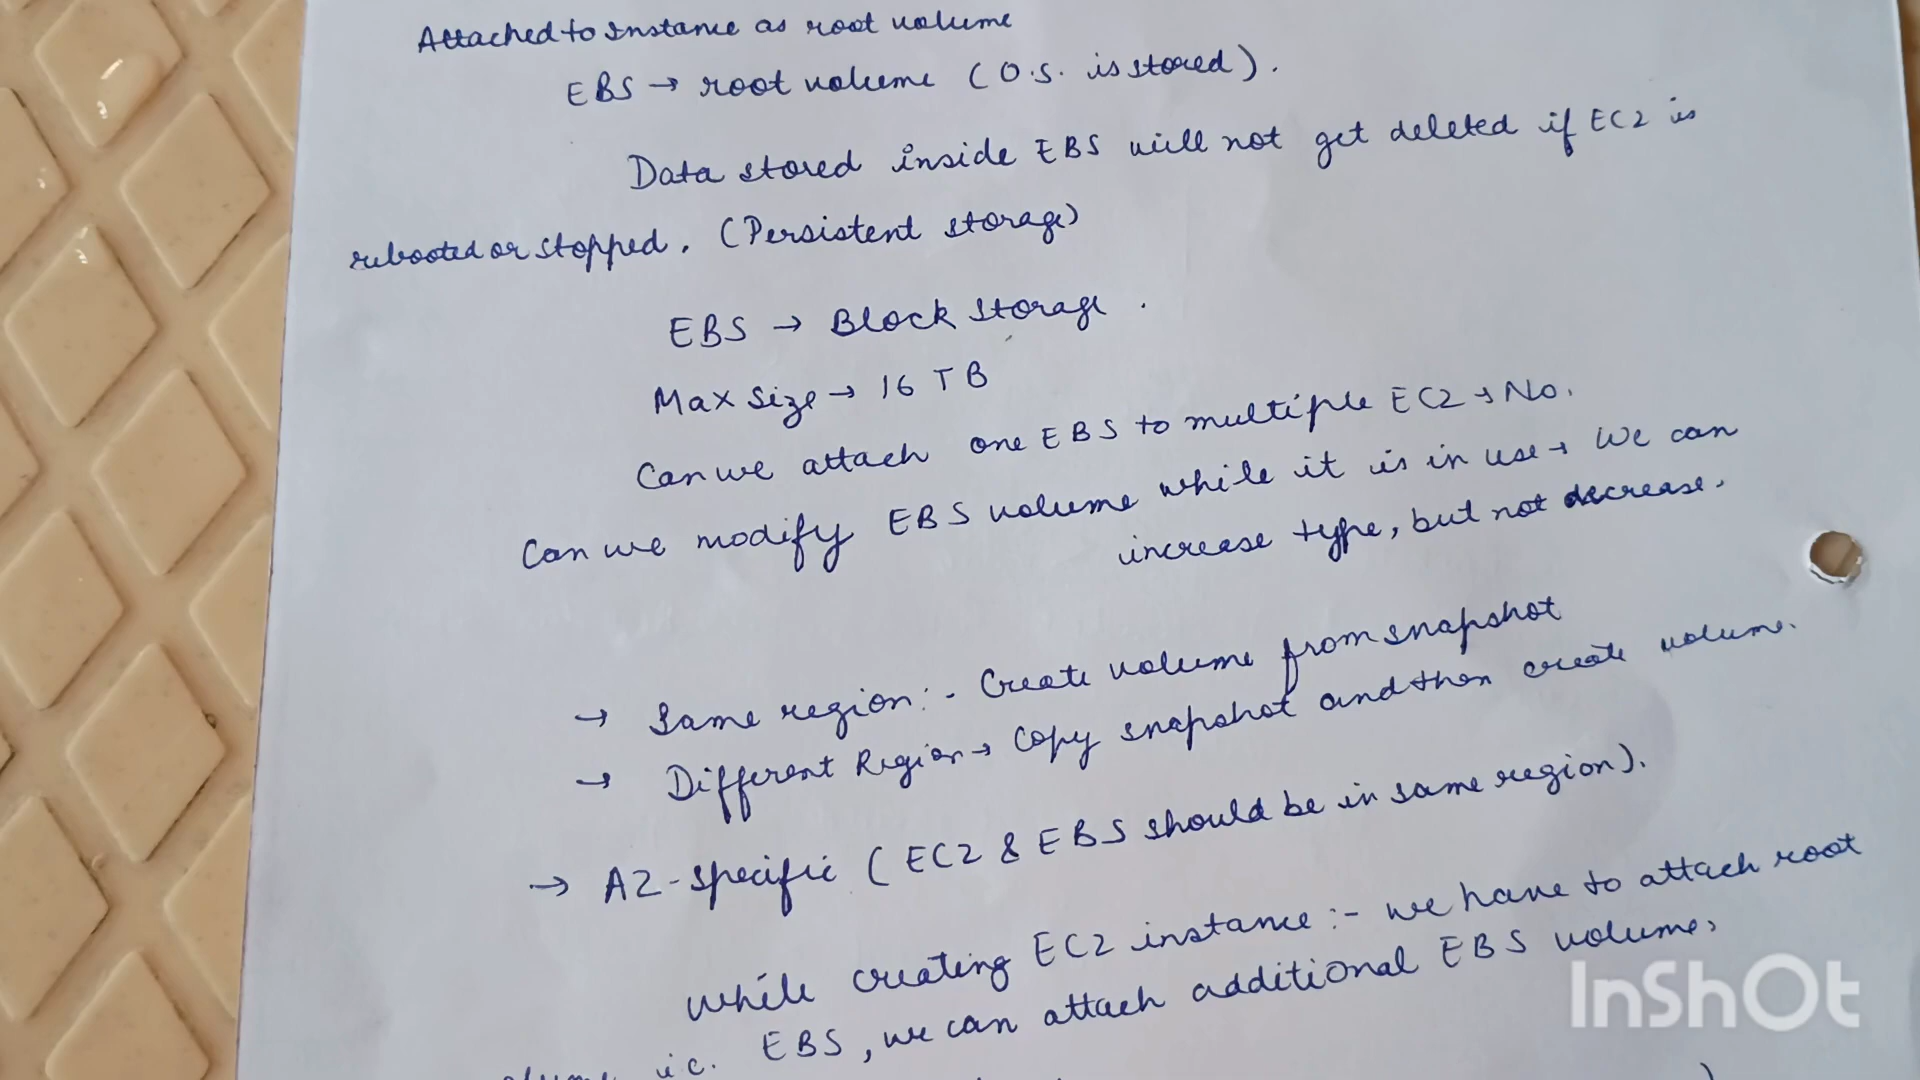 Attached to Instance as root volume
EBS → root volume (O.S. is stored).
Data stored inside EBS will not get deleted if EC2 is
rebooted or stopped. (Persistent storage)
EBS → Block Storage.
Max Size → 16 TB
Can we attach one EBS to multiple EC2 → No.
Can we modify EBS volume while it is in use → We can
increase type, but not decrease.
→ Same region :- Create volume from snapshot
→ Different Region → Copy snapshot and then create volume.
→ AZ-specific (EC2 & EBS should be in same region).
While creating EC2 instance :- we have to attach root
i.e. EBS, we can attach additional EBS volume,
InShOt